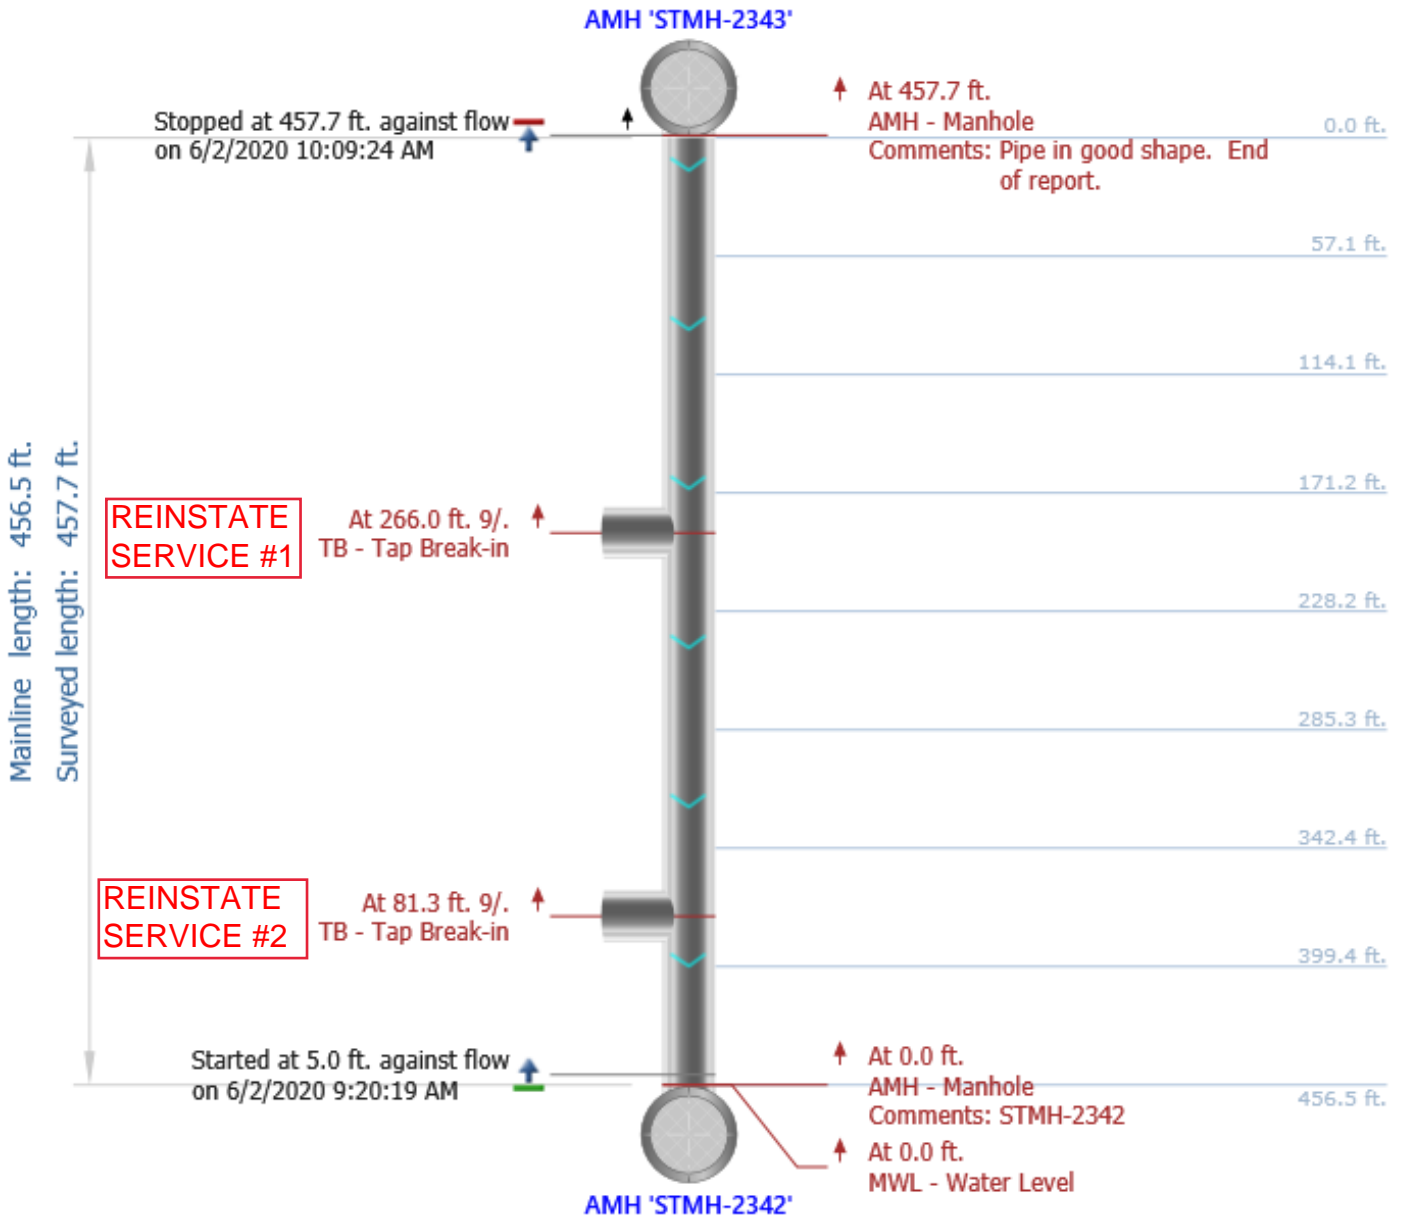 AMH 'STMH-2343'
Stopped at 457.7 ft. against flow
on 6/2/2020 10:09:24 AM
At 457.7 ft.
AMH - Manhole
Comments: Pipe in good shape. End
of report.
0.0 ft.
57.1 ft.
114.1 ft.
171.2 ft.
228.2 ft.
285.3 ft.
342.4 ft.
399.4 ft.
456.5 ft.
Mainline length: 456.5 ft.
Surveyed length: 457.7 ft.
REINSTATE
SERVICE #1
At 266.0 ft. 9/.
TB - Tap Break-in
REINSTATE
SERVICE #2
At 81.3 ft. 9/.
TB - Tap Break-in
Started at 5.0 ft. against flow
on 6/2/2020 9:20:19 AM
At 0.0 ft.
AMH - Manhole
Comments: STMH-2342
At 0.0 ft.
MWL - Water Level
AMH 'STMH-2342'